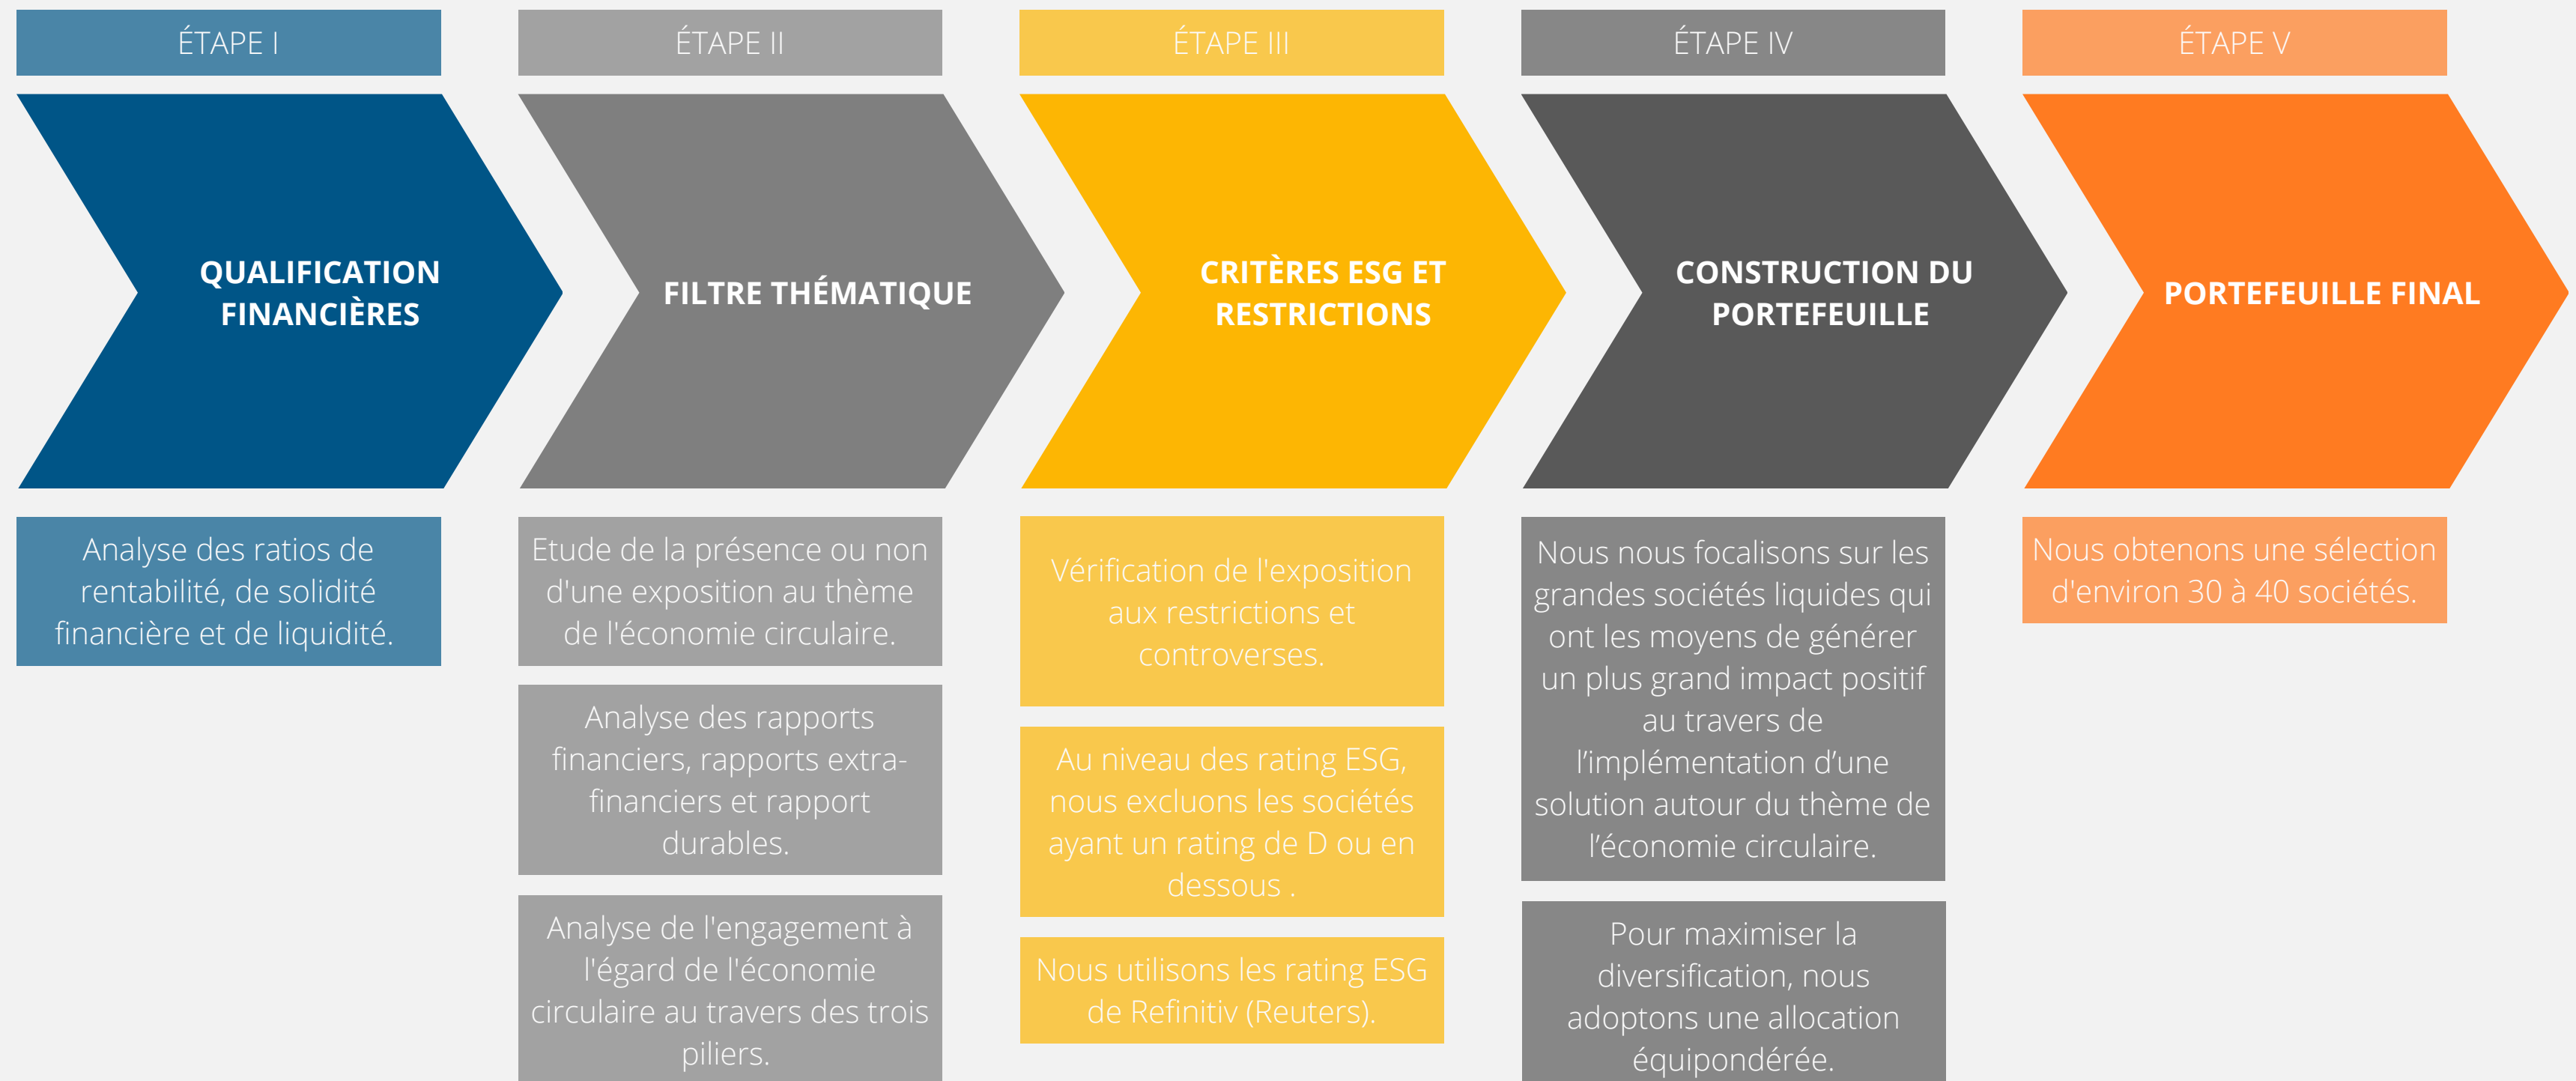 ÉTAPE I
ÉTAPE II
ÉTAPE III
ÉTAPE IV
ÉTAPE V
QUALIFICATION
FINANCIÈRES
FILTRE THÉMATIQUE
CRITÈRES ESG ET
RESTRICTIONS
CONSTRUCTION DU
PORTEFEUILLE
PORTEFEUILLE FINAL
Analyse des ratios de
rentabilité, de solidité
financière et de liquidité.
Etude de la présence ou non
d'une exposition au thème
de l'économie circulaire.
Analyse des rapports
financiers, rapports extra-
financiers et rapport
durables.
Analyse de l'engagement à
l'égard de l'économie
circulaire au travers des trois
piliers.
Vérification de l'exposition
aux restrictions et
controverses.
Au niveau des rating ESG,
nous excluons les sociétés
ayant un rating de D ou en
dessous .
Nous utilisons les rating ESG
de Refinitiv (Reuters).
Nous nous focalisons sur les
grandes sociétés liquides qui
ont les moyens de générer
un plus grand impact positif
au travers de
l’implémentation d’une
solution autour du thème de
l’économie circulaire.
Pour maximiser la
diversification, nous
adoptons une allocation
équipondérée.
Nous obtenons une sélection
d'environ 30 à 40 sociétés.